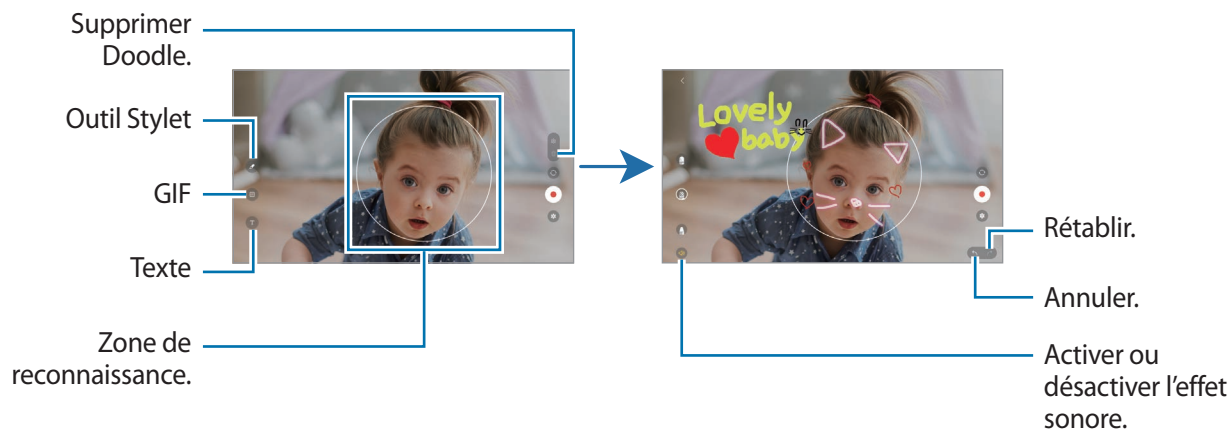 Supprimer
Doodle.
Outil Stylet
GIF
Texte
Zone de
reconnaissance.
Lovely
baby
Rétablir.
Annuler.
Activer ou
désactiver l’effet
sonore.